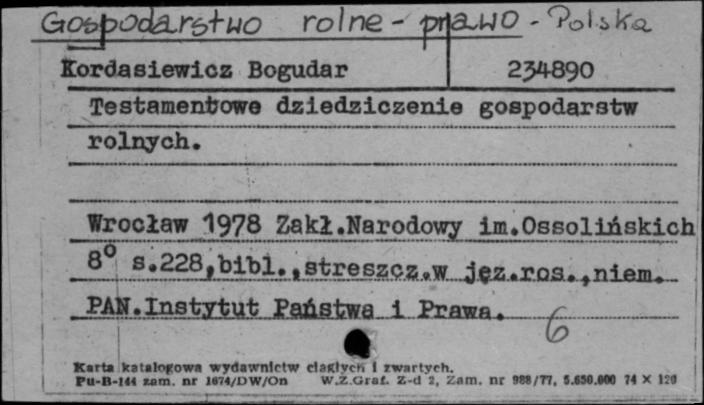 Gospodarstwo rolne - prawo - Polska
Kordasiewicz Bogudar 234890
Testamentowe dziedziczenie gospodarstw
rolnych.
Wrocław 1978 Zakł.Narodowy im.Ossolińskich
8° s.228,bibl.,streszcz.w jęz.ros.,niem.
PAN.Instytut Państwa i Prawa.
6
Karta katalogowa wydawnictw ciągłych i zwartych.
Pu-B-144 zam. nr 1674/DW/On W.Z.Graf. Z-d 2, Zam. nr 988/77, 5.650.000 74 X 120